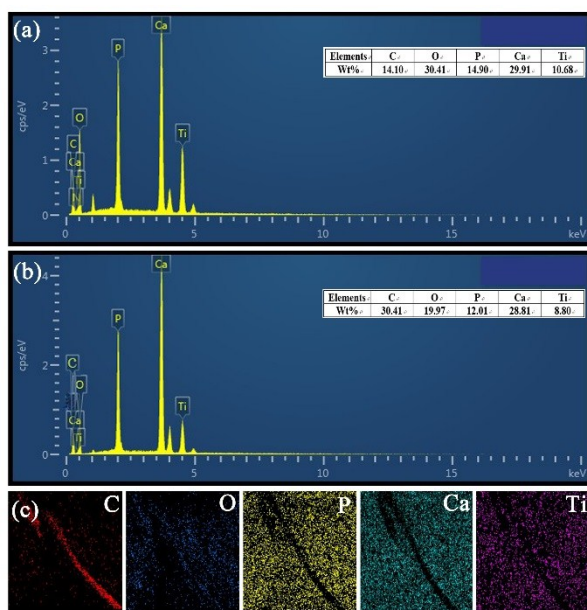 (a)
Ca
P
O
C
Ca
Ti
N
Ti
Elements C O P Ca Ti
Wt% 14.10 30.41 14.90 29.91 10.68
cps/eV
3
2
1
0
0 5 10 15 keV
(b)
Ca
P
C
O
Ca
Ti
Ti
Elements C O P Ca Ti
Wt% 30.41 19.97 12.01 28.81 8.80
cps/eV
4
2
0
0 5 10 15 keV
(c) C O P Ca Ti